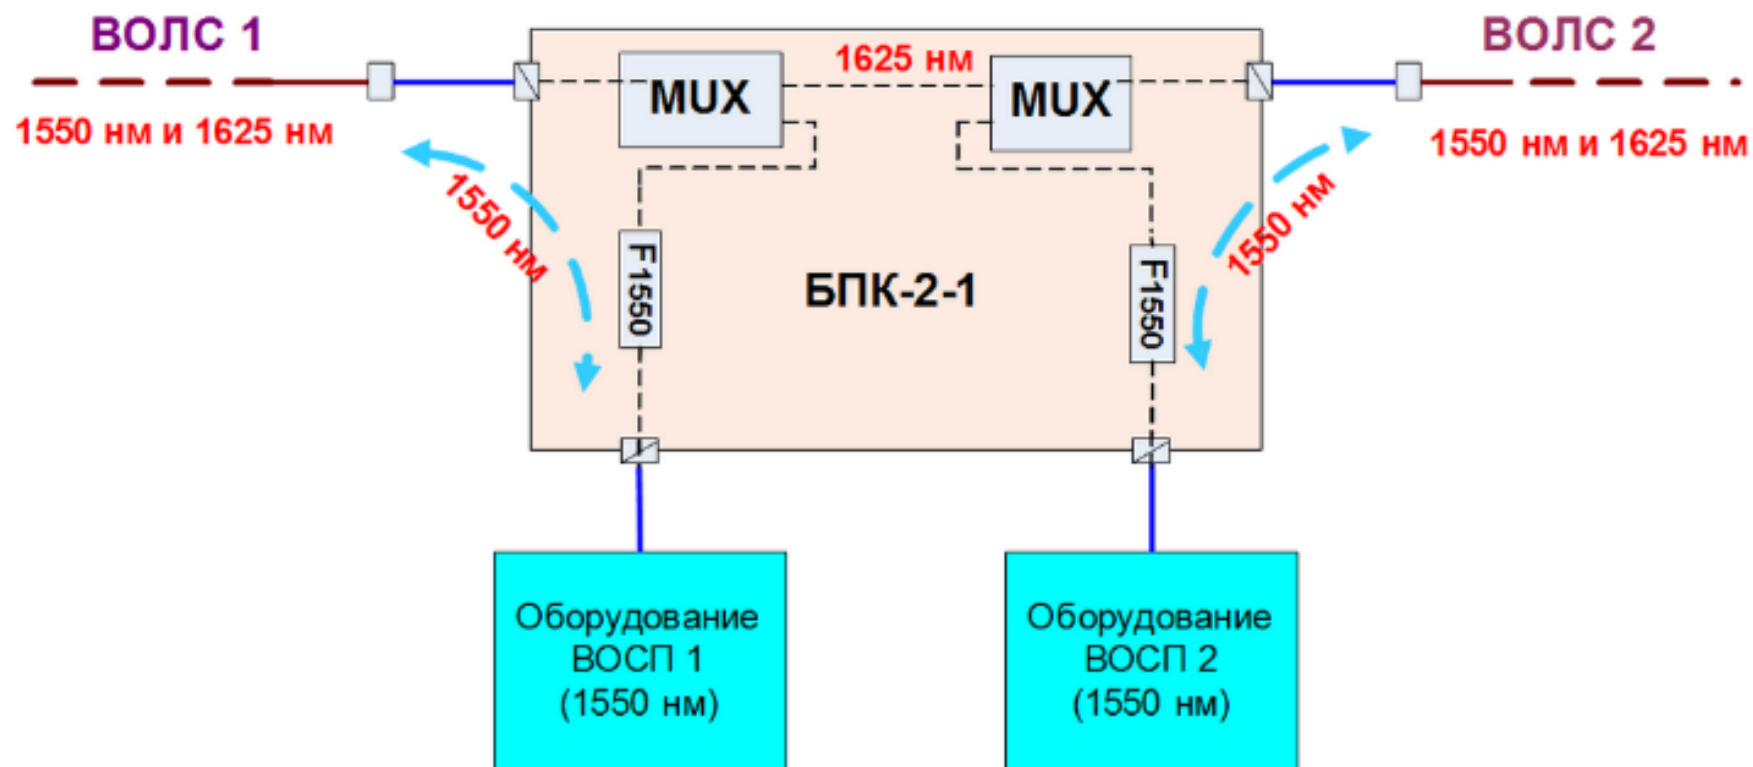 ВОЛС 1
1625 нм
ВОЛС 2
MUX
MUX
1550 нм и 1625 нм
1550 нм и 1625 нм
1550 нм
1550 нм
F1550
БПК-2-1
F1550
Оборудование
ВОСП 1
(1550 нм)
Оборудование
ВОСП 2
(1550 нм)